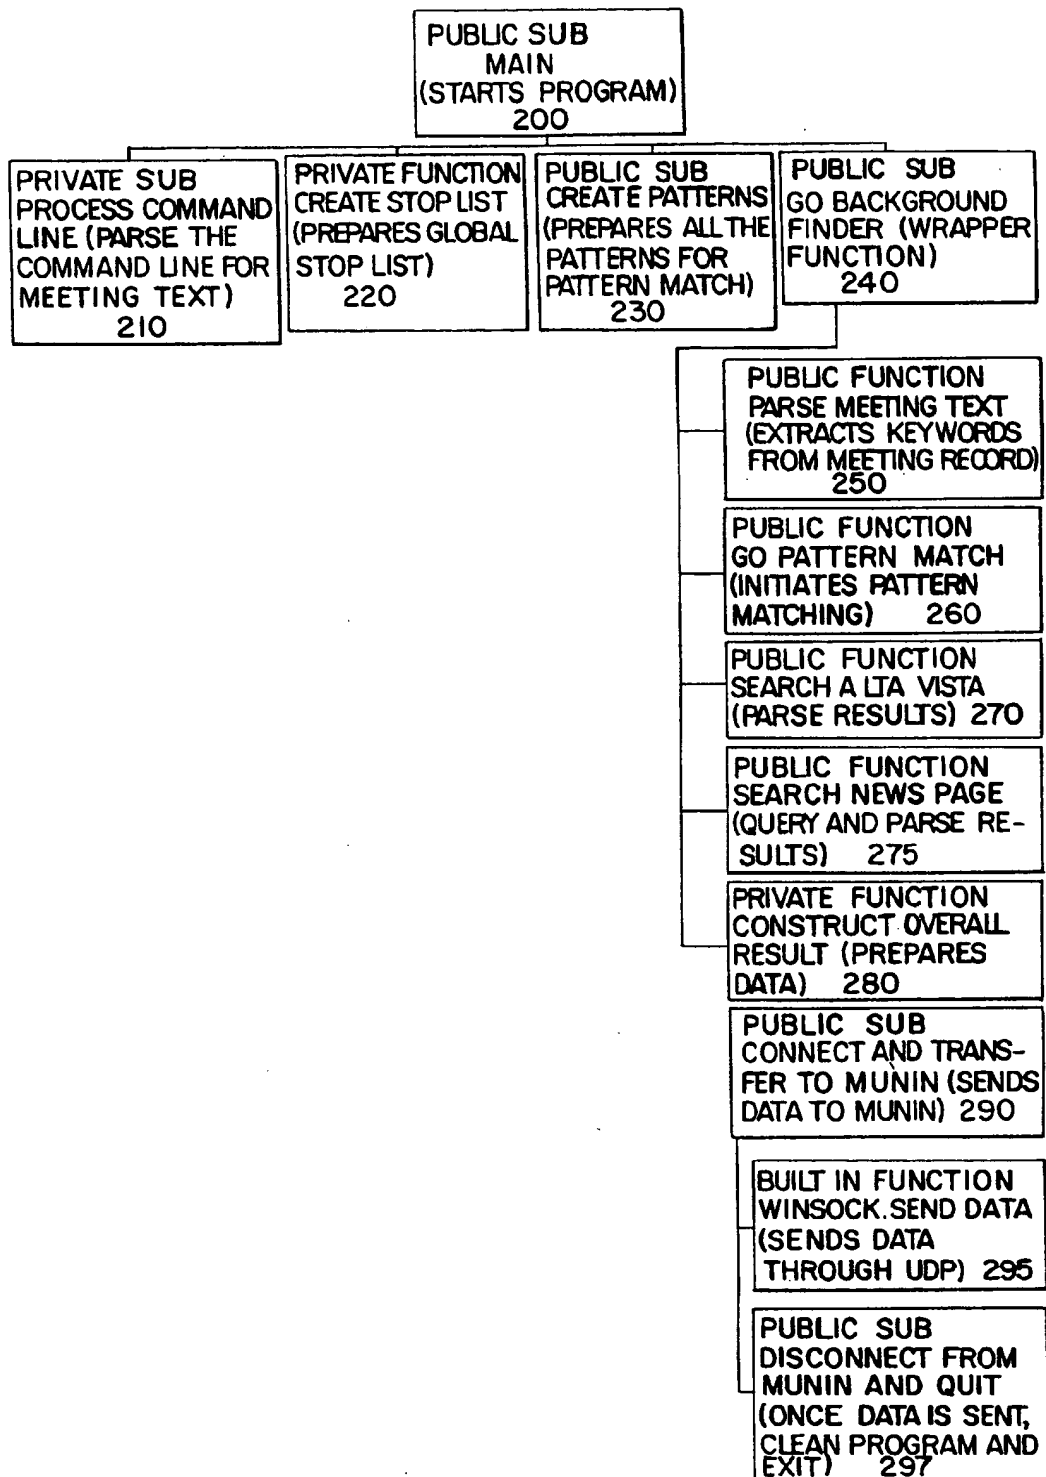 PUBLIC SUB
MAIN
(STARTS PROGRAM)
200
PRIVATE SUB
PROCESS COMMAND
LINE (PARSE THE
COMMAND LINE FOR
MEETING TEXT)
210
PRIVATE FUNCTION
CREATE STOP LIST
(PREPARES GLOBAL
STOP LIST)
220
PUBLIC SUB
CREATE PATTERNS
(PREPARES ALL THE
PATTERNS FOR
PATTERN MATCH)
230
PUBLIC SUB
GO BACKGROUND
FINDER (WRAPPER
FUNCTION)
240
PUBLIC FUNCTION
PARSE MEETING TEXT
(EXTRACTS KEYWORDS
FROM MEETING RECORD)
250
PUBLIC FUNCTION
GO PATTERN MATCH
(INITIATES PATTERN
MATCHING) 260
PUBLIC FUNCTION
SEARCH A LTA VISTA
(PARSE RESULTS) 270
PUBLIC FUNCTION
SEARCH NEWS PAGE
(QUERY AND PARSE RE-
SULTS) 275
PRIVATE FUNCTION
CONSTRUCT OVERALL
RESULT (PREPARES
DATA) 280
PUBLIC SUB
CONNECT AND TRANS-
FER TO MUNIN (SENDS
DATA TO MUNIN) 290
BUILT IN FUNCTION
WINSOCK.SEND DATA
(SENDS DATA
THROUGH UDP) 295
PUBLIC SUB
DISCONNECT FROM
MUNIN AND QUIT
(ONCE DATA IS SENT,
CLEAN PROGRAM AND
EXIT) 297